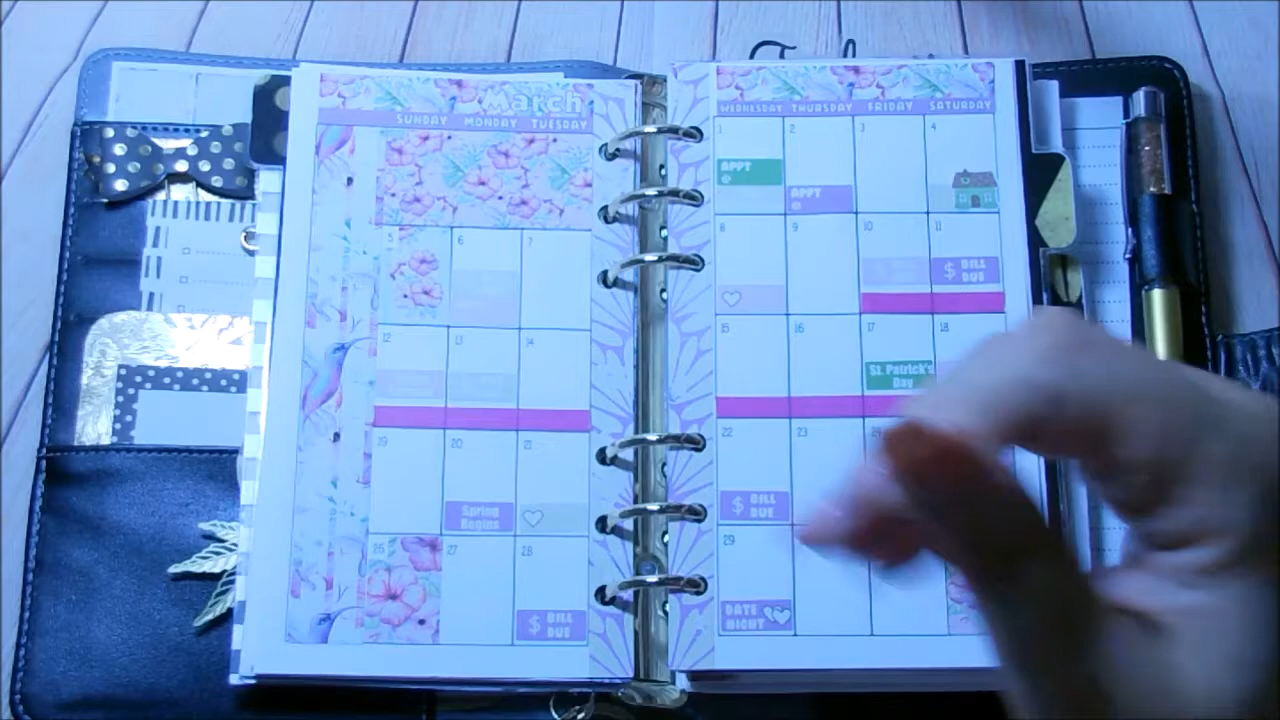 March
SUNDAY MONDAY TUESDAY
5 6 7
12 13 14
19 20 21
Spring
Begins
26 27 28
$ BILL
DUE
WEDNESDAY THURSDAY FRIDAY SATURDAY
1 2 3 4
APPT
APPT
8 9 10 11
$ BILL
DUE
15 16 17 18
St. Patrick's
Day
22 23 24
$ BILL
DUE
29
DATE
NIGHT